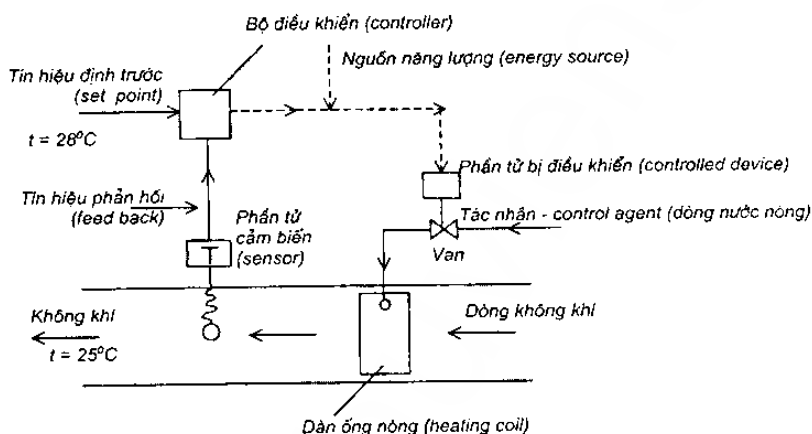 Bộ điều khiển (controller)
Nguồn năng lượng (energy source)
Tín hiệu định trước
(set point)
t = 28°C
Phần tử bị điều khiển (controlled device)
Tín hiệu phản hồi
(feed back)
Phần tử
cảm biến
(sensor)
T
Tác nhân - control agent (dòng nước nóng)
Van
Không khí
t = 25°C
Dòng không khí
Dàn ống nóng (heating coil)